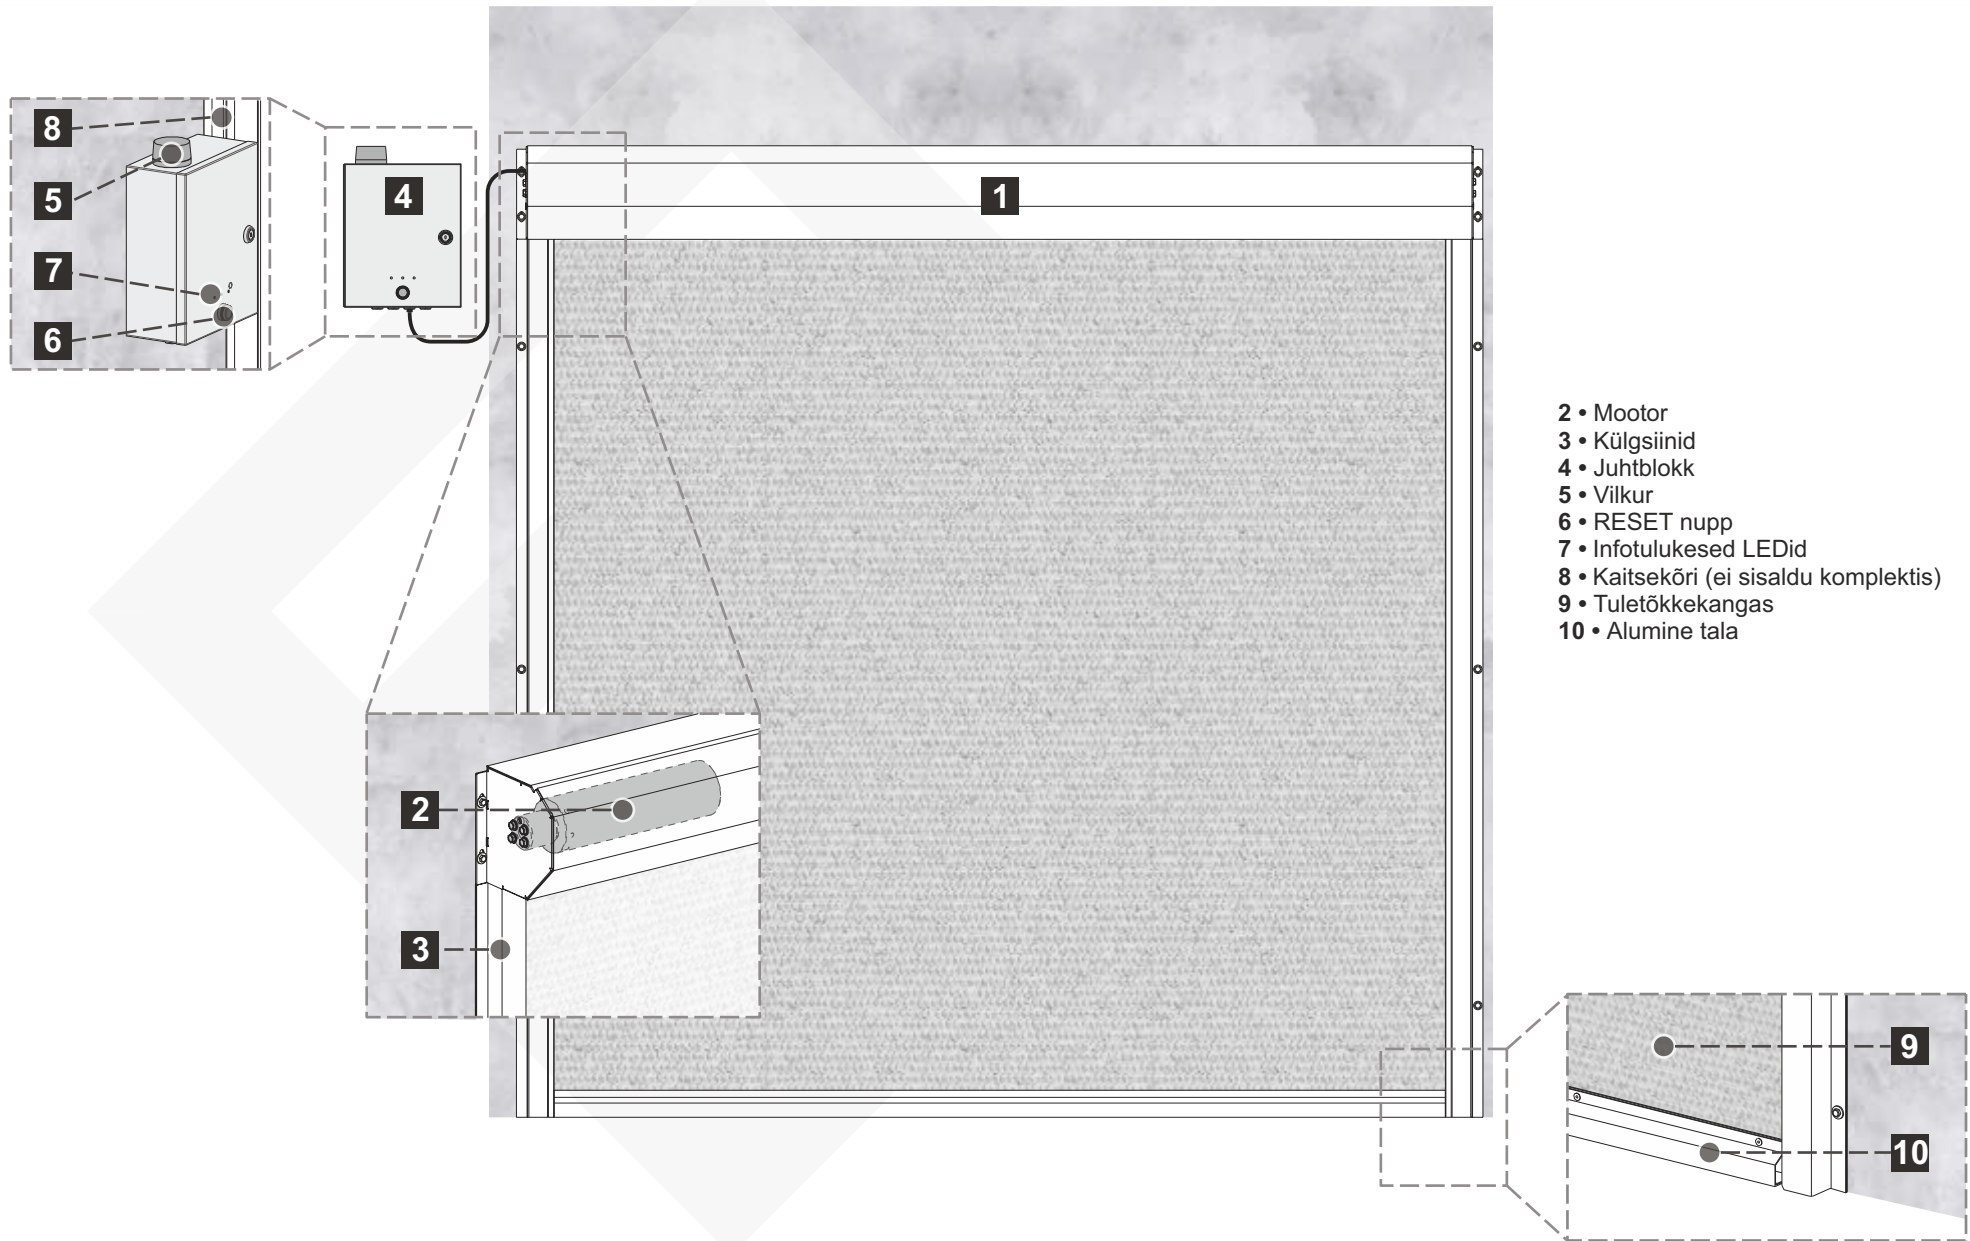 8
5
7
6
4
1
2 • Mootor
3 • Külgsiinid
4 • Juhtblokk
5 • Vilkur
6 • RESET nupp
7 • Infotulukesed LEDid
8 • Kaitsekõri (ei sisaldu komplektis)
9 • Tuletõkkekangas
10 • Alumine tala
2
3
9
10